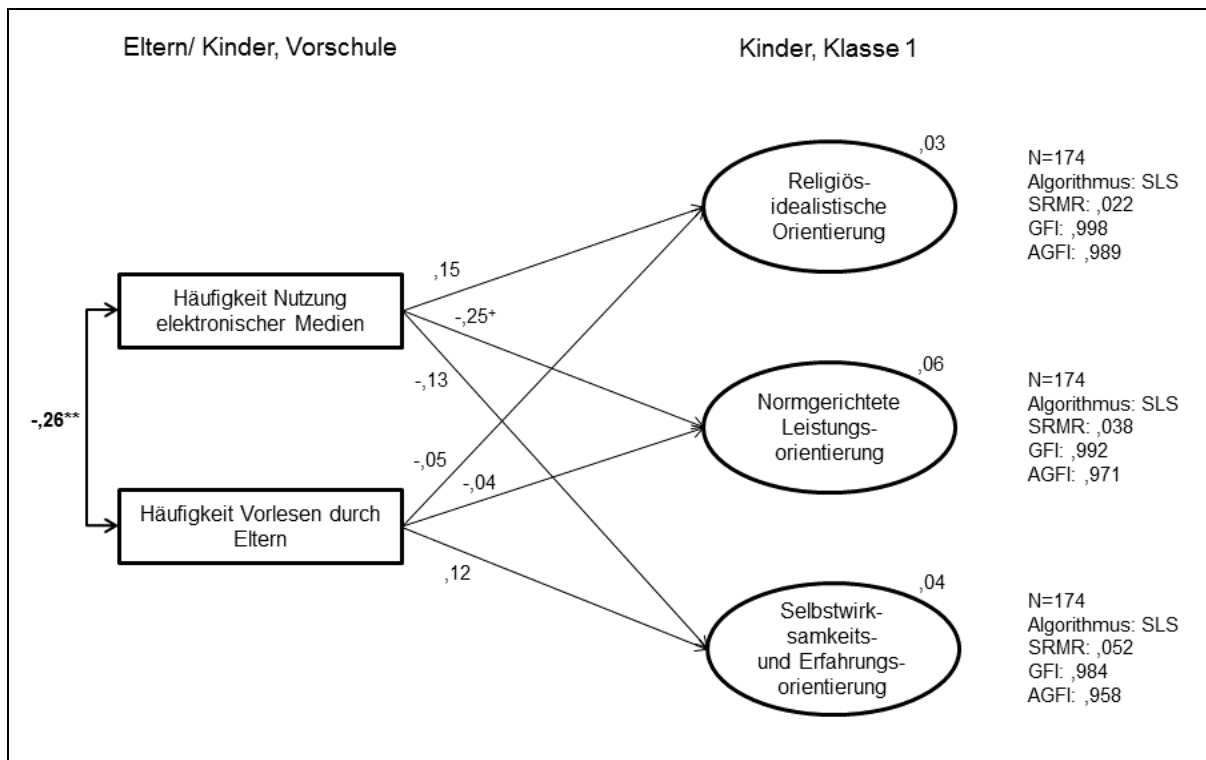 Eltern/ Kinder, Vorschule
Kinder, Klasse 1
,03
Religiös-
idealistische
Orientierung
N=174
Algorithmus: SLS
SRMR: ,022
GFI: ,998
AGFI: ,989
Häufigkeit Nutzung
elektronischer Medien
,15
-,25+
-,13
-,26**
,06
Normgerichtete
Leistungs-
orientierung
N=174
Algorithmus: SLS
SRMR: ,038
GFI: ,992
AGFI: ,971
-,05
-,04
Häufigkeit Vorlesen durch
Eltern
,12
,04
Selbstwirk-
samkeits-
und Erfahrungs-
orientierung
N=174
Algorithmus: SLS
SRMR: ,052
GFI: ,984
AGFI: ,958